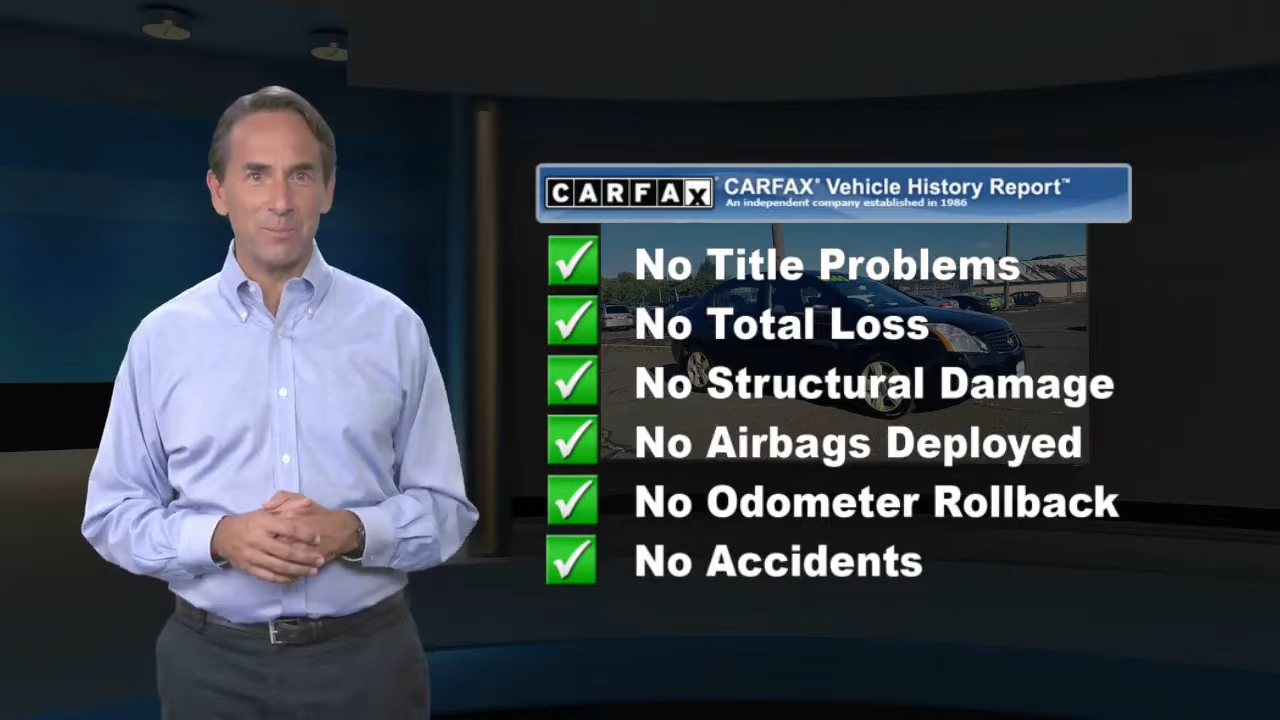 CARFAX® CARFAX® Vehicle History Report™
An independent company established in 1986
No Title Problems
No Total Loss
No Structural Damage
No Airbags Deployed
No Odometer Rollback
No Accidents